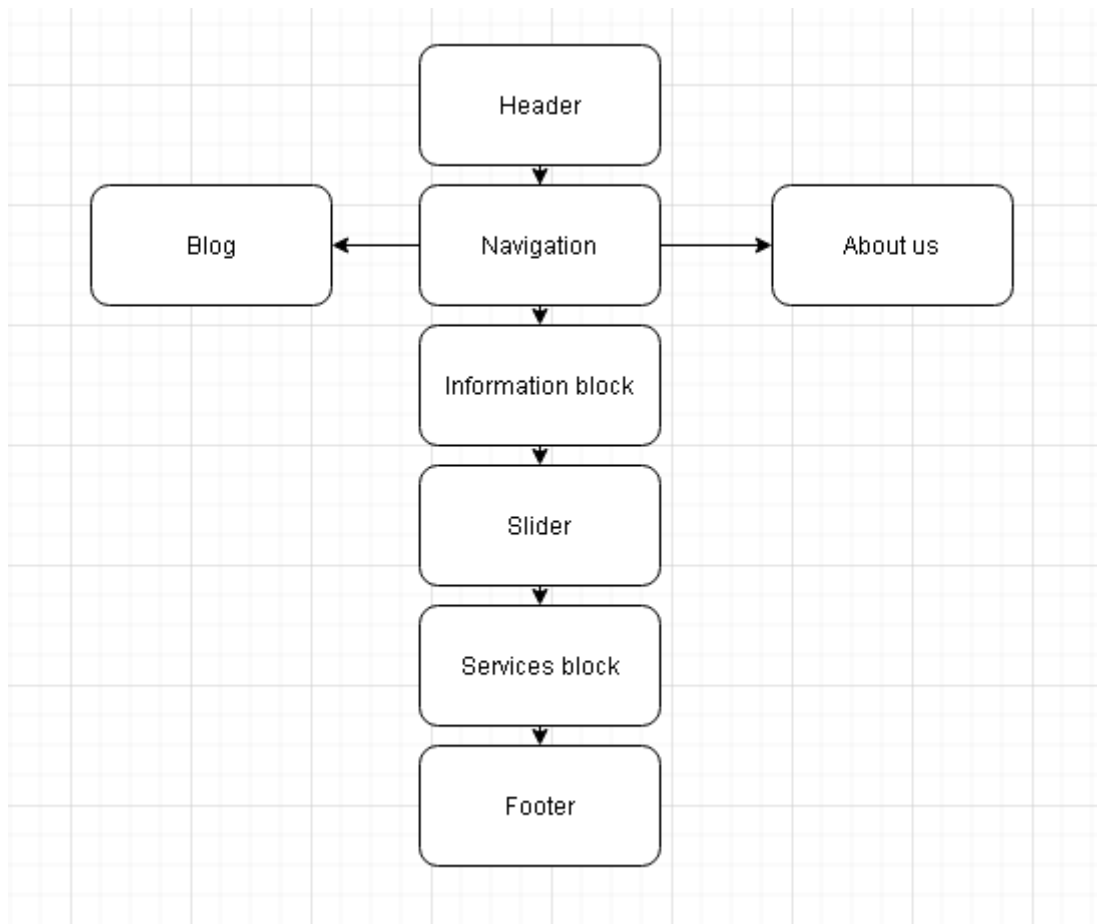 Header
Blog
Navigation
About us
Information block
Slider
Services block
Footer